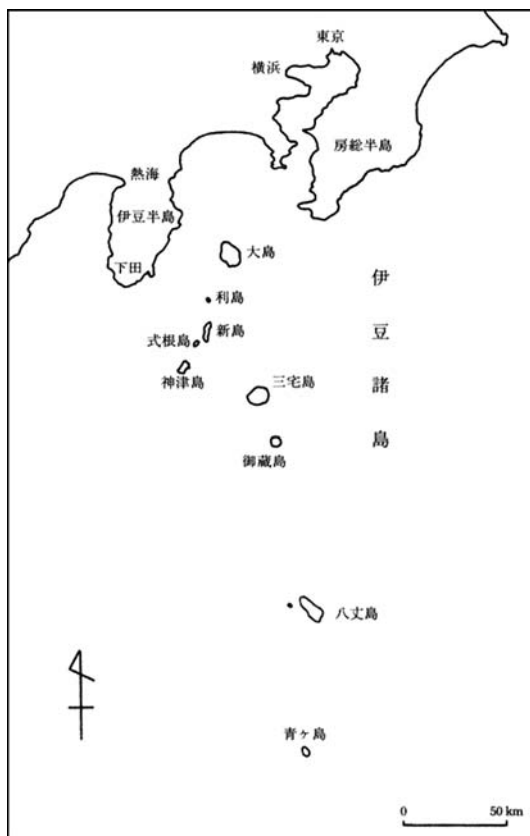 東京
横浜
房総半島
熱海
伊豆半島
下田
大島
利島
新島
式根島
神津島
三宅島
御蔵島
伊豆諸島
八丈島
青ヶ島
0
50 km